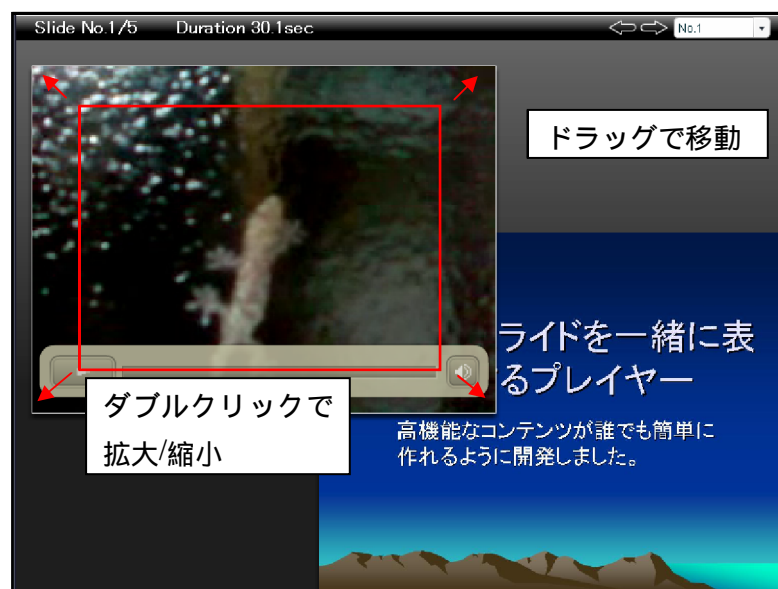 Slide No.1/5 Duration 30.1sec No.1
ドラッグで移動
ライドを一緒に表
るプレイヤー
ダブルクリックで
拡大/縮小
高機能なコンテンツが誰でも簡単に
作れるように開発しました。